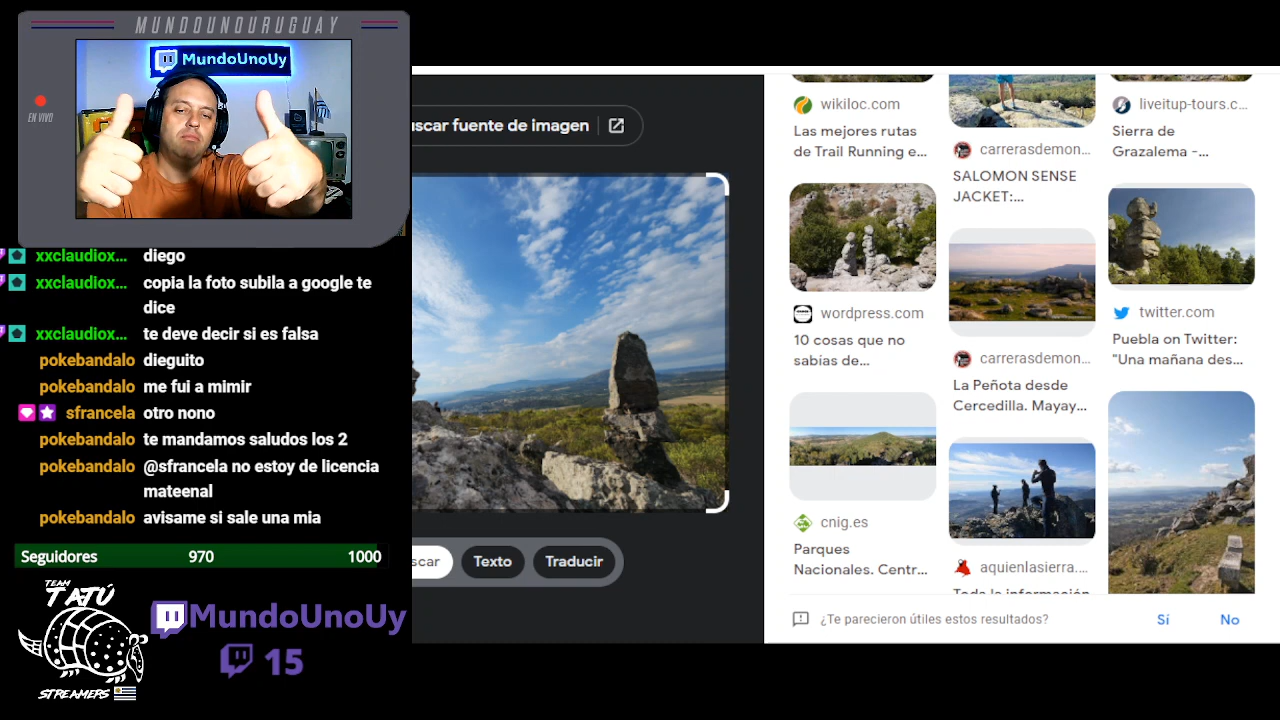 MUNDOUNOURUGUAY
MundoUnoUy
EN VIVO
xxclaudiox... diego
xxclaudiox... copia la foto subila a google te
dice
xxclaudiox... te deve decir si es falsa
pokebandalo dieguito
pokebandalo me fui a mimir
sfrancela otro nono
pokebandalo te mandamos saludos los 2
pokebandalo @sfrancela no estoy de licencia
mateenal
pokebandalo avisame si sale una mia
Seguidores 970 1000
TEAM
TATÚ
STREAMERS
MundoUnoUy
15
uscar fuente de imagen
scar
Texto
Traducir
wikiloc.com
Las mejores rutas
de Trail Running e...
wordpress.com
10 cosas que no
sabías de...
cnig.es
Parques
Nacionales. Centr...
carrerasdemon...
SALOMON SENSE
JACKET:...
carrerasdemon...
La Peñota desde
Cercedilla. Mayay...
aquienlasierra....
Toda la información
liveitup-tours.c...
Sierra de
Grazalema -...
twitter.com
Puebla on Twitter:
"Una mañana des...
¿Te parecieron útiles estos resultados?
Sí
No